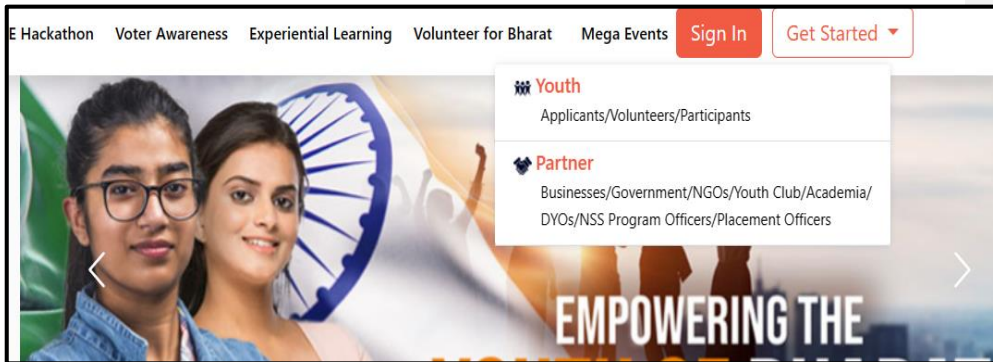 E Hackathon Voter Awareness Experiential Learning Volunteer for Bharat Mega Events Sign In Get Started
Youth
Applicants/Volunteers/Participants
Partner
Businesses/Government/NGOs/Youth Club/Academia/
DYOs/NSS Program Officers/Placement Officers
EMPOWERING THE